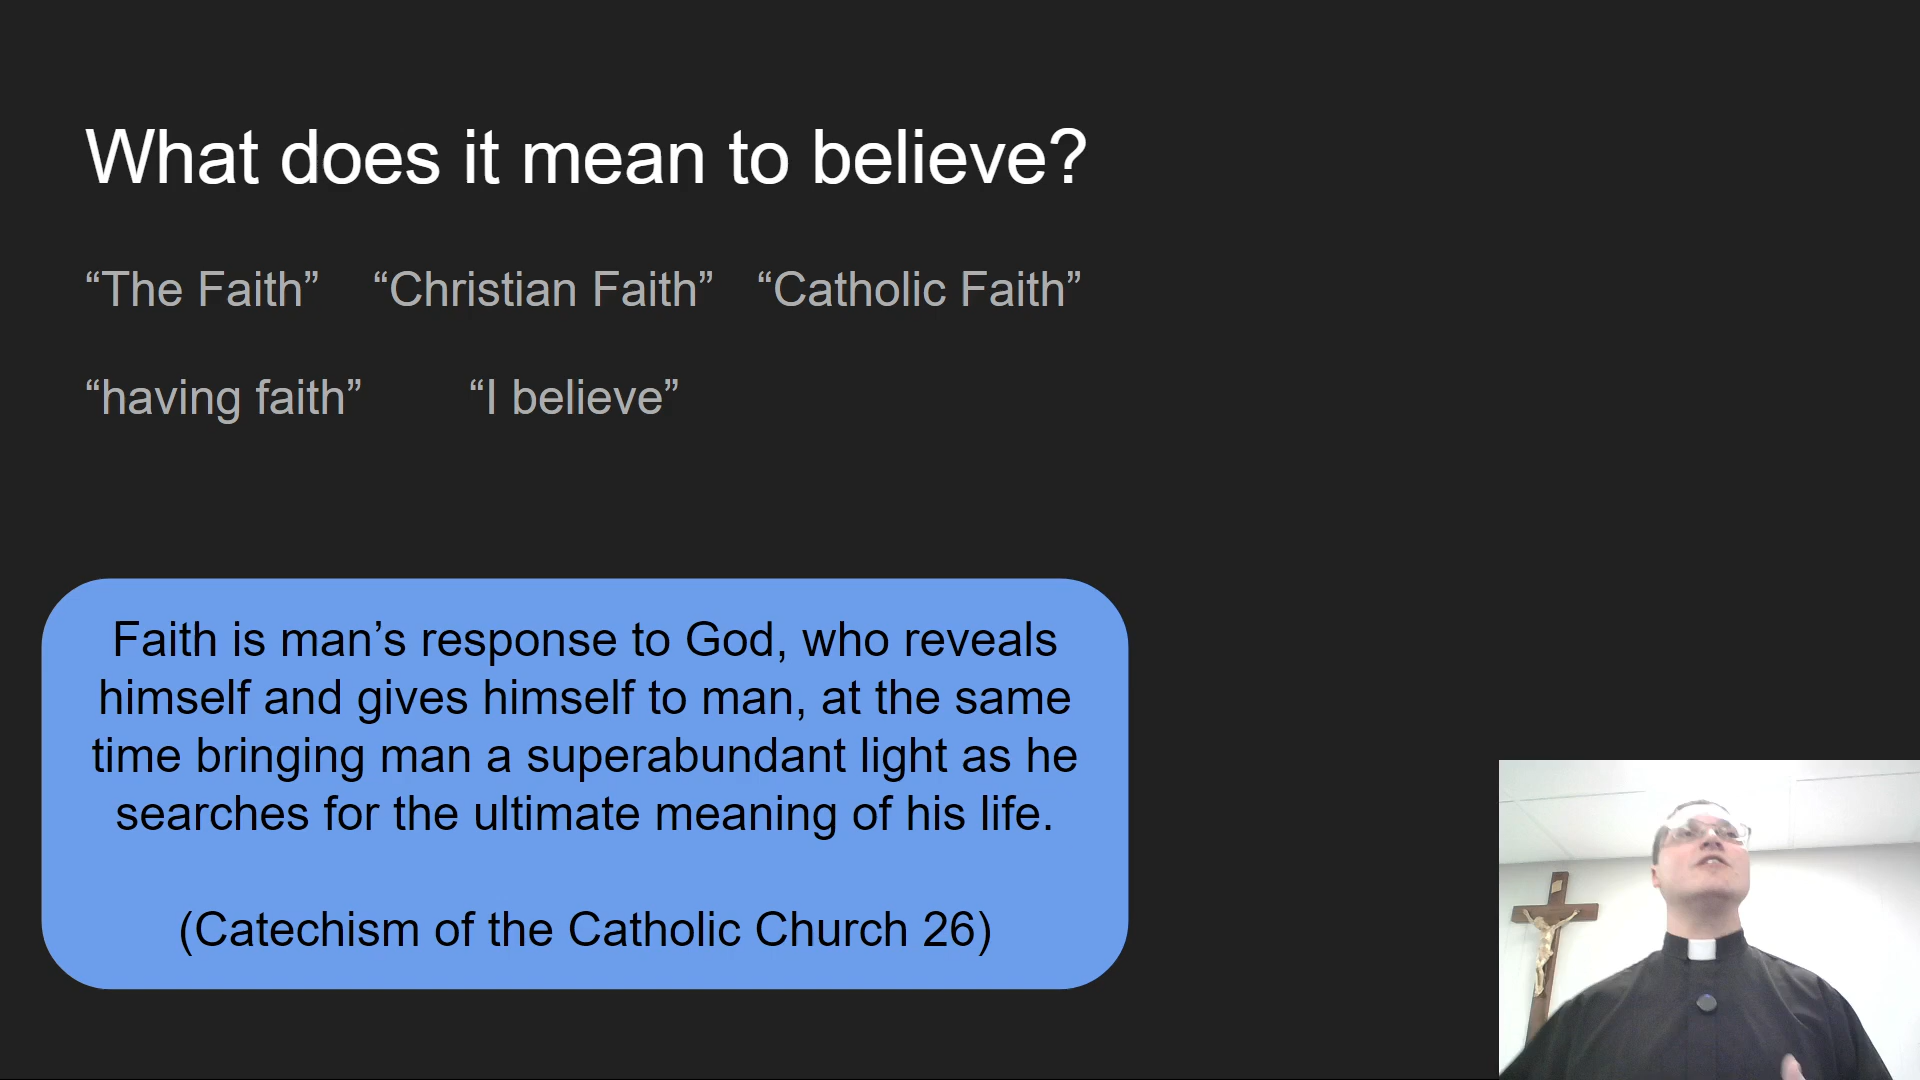 What does it mean to believe?
“The Faith” “Christian Faith” “Catholic Faith”
“having faith” “I believe”
Faith is man’s response to God, who reveals
himself and gives himself to man, at the same
time bringing man a superabundant light as he
searches for the ultimate meaning of his life.
(Catechism of the Catholic Church 26)